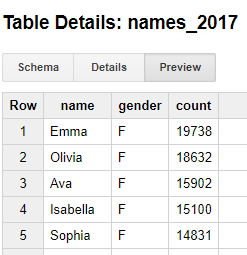 Table Details: names_2017
Schema Details Preview
Row name gender count
1 Emma F 19738
2 Olivia F 18632
3 Ava F 15902
4 Isabella F 15100
5 Sophia F 14831